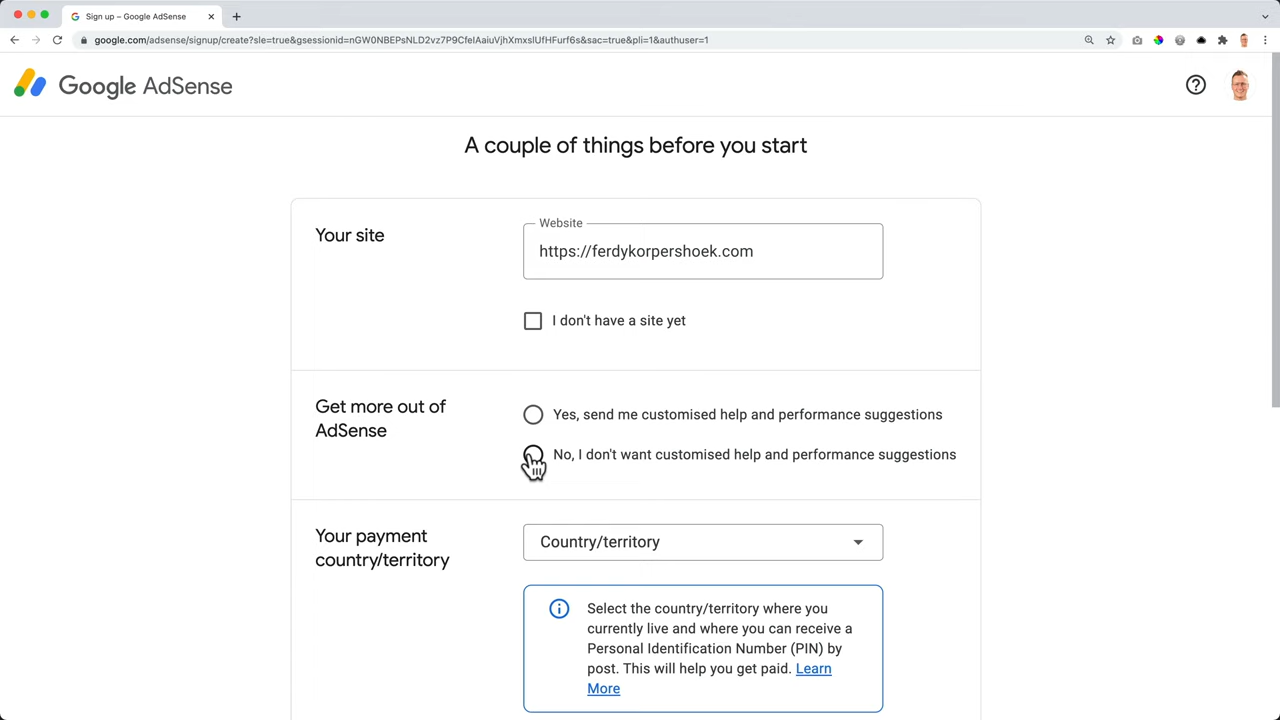 Sign up – Google AdSense
google.com/adsense/signup/create?sle=true&gsessionid=nGW0NBEPsNLD2vz7P9CfeIAaiuVjhXmxslUfHFurf6s&sac=true&pli=1&authuser=1
Google AdSense
A couple of things before you start
Your site
Website
https://ferdykorpershoek.com
I don't have a site yet
Get more out of
AdSense
Yes, send me customised help and performance suggestions
No, I don't want customised help and performance suggestions
Your payment
country/territory
Country/territory
Select the country/territory where you
currently live and where you can receive a
Personal Identification Number (PIN) by
post. This will help you get paid. Learn
More